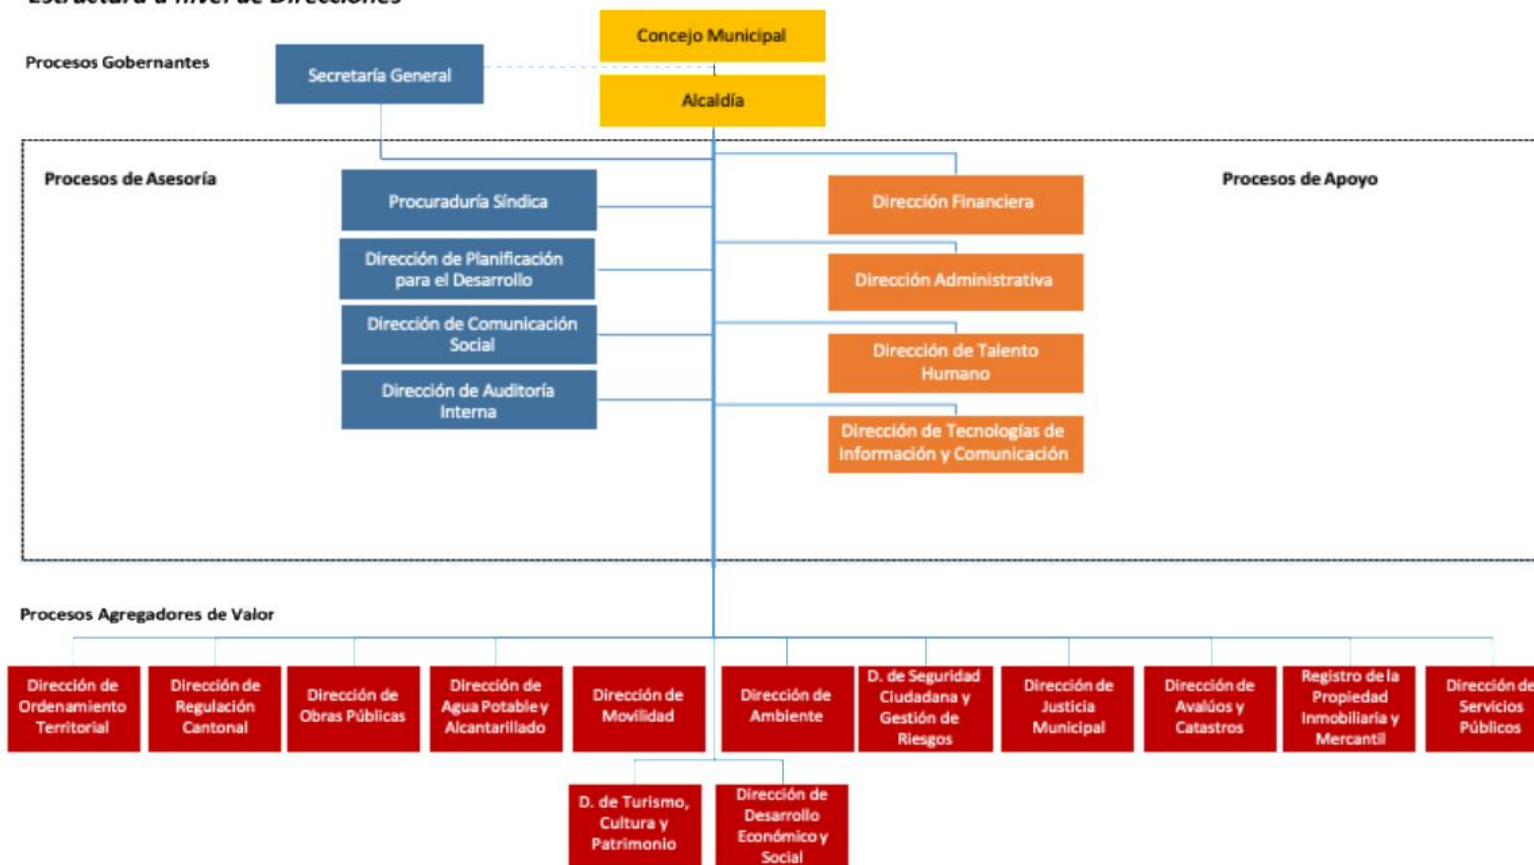 Estructura a nivel de Direcciones
Concejo Municipal
Procesos Gobernantes
Secretaría General
Alcaldía
Procesos de Asesoría
Procesos de Apoyo
Procuraduría Síndica
Dirección de Planificación
para el Desarrollo
Dirección de Comunicación
Social
Dirección de Auditoría
Interna
Dirección Financiera
Dirección Administrativa
Dirección de Talento
Humano
Dirección de Tecnologías de
Información y Comunicación
Procesos Agregadores de Valor
Dirección de
Ordenamiento
Territorial
Dirección de
Regulación
Cantonal
Dirección de
Obras Públicas
Dirección de
Agua Potable y
Alcantarillado
Dirección de
Movilidad
Dirección de
Ambiente
D. de Seguridad
Ciudadana y
Gestión de
Riesgos
Dirección de
Justicia
Municipal
Dirección de
Avalúos y
Catastros
Registro de la
Propiedad
Inmobiliaria y
Mercantil
Dirección de
Servicios
Públicos
D. de Turismo,
Cultura y
Patrimonio
Dirección de
Desarrollo
Económico y
Social